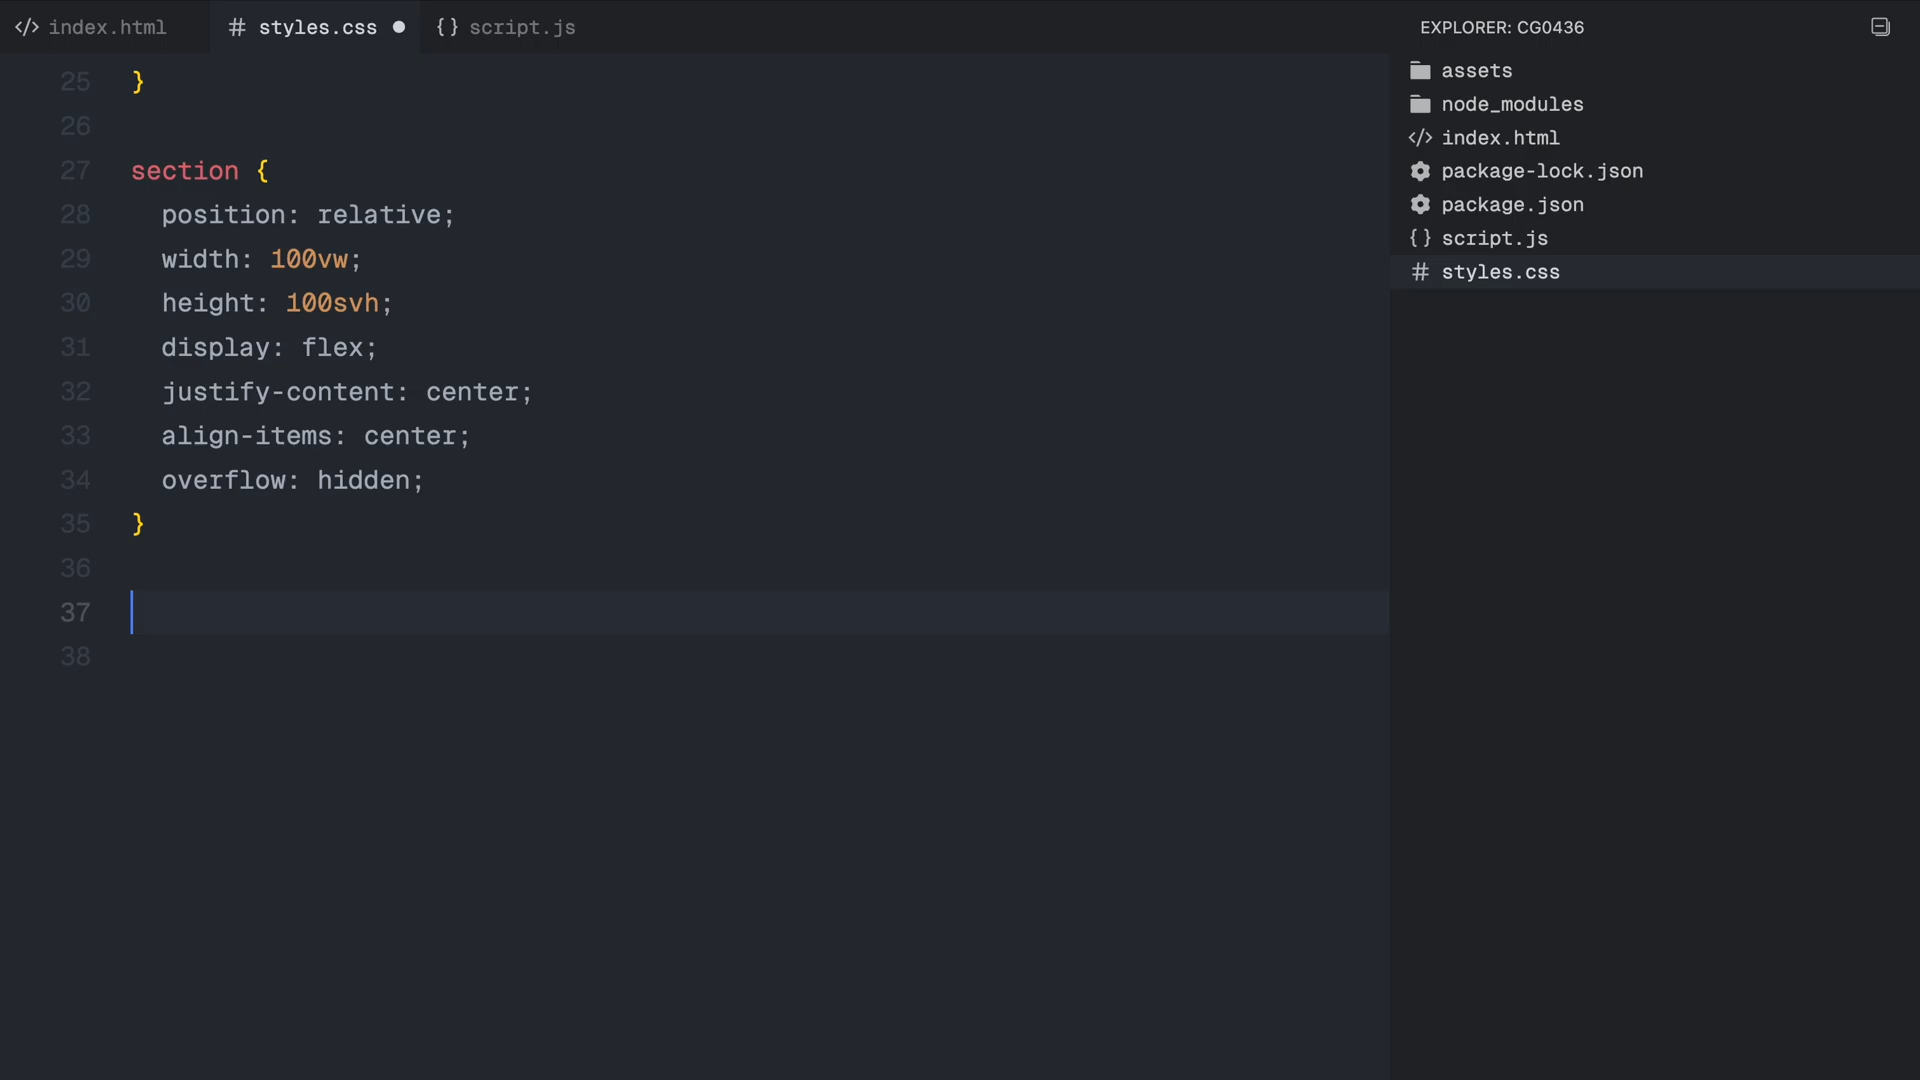 </> index.html # styles.css ● {} script.js
EXPLORER: CG0436
25 }
26
27 section {
28 position: relative;
29 width: 100vw;
30 height: 100svh;
31 display: flex;
32 justify-content: center;
33 align-items: center;
34 overflow: hidden;
35 }
36
37
38
assets
node_modules
</> index.html
package-lock.json
package.json
{} script.js
# styles.css